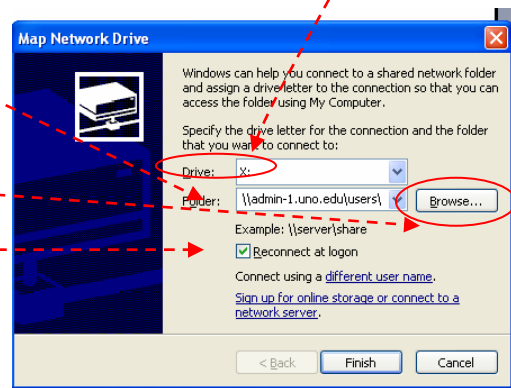 Map Network Drive
Windows can help you connect to a shared network folder
and assign a drive letter to the connection so that you can
access the folder using My Computer.
Specify the drive letter for the connection and the folder
that you want to connect to:
Drive: X:
Folder: \\admin-1.uno.edu\users\ Browse...
Example: \\server\share
Reconnect at logon
Connect using a different user name.
Sign up for online storage or connect to a
network server.
< Back Finish Cancel